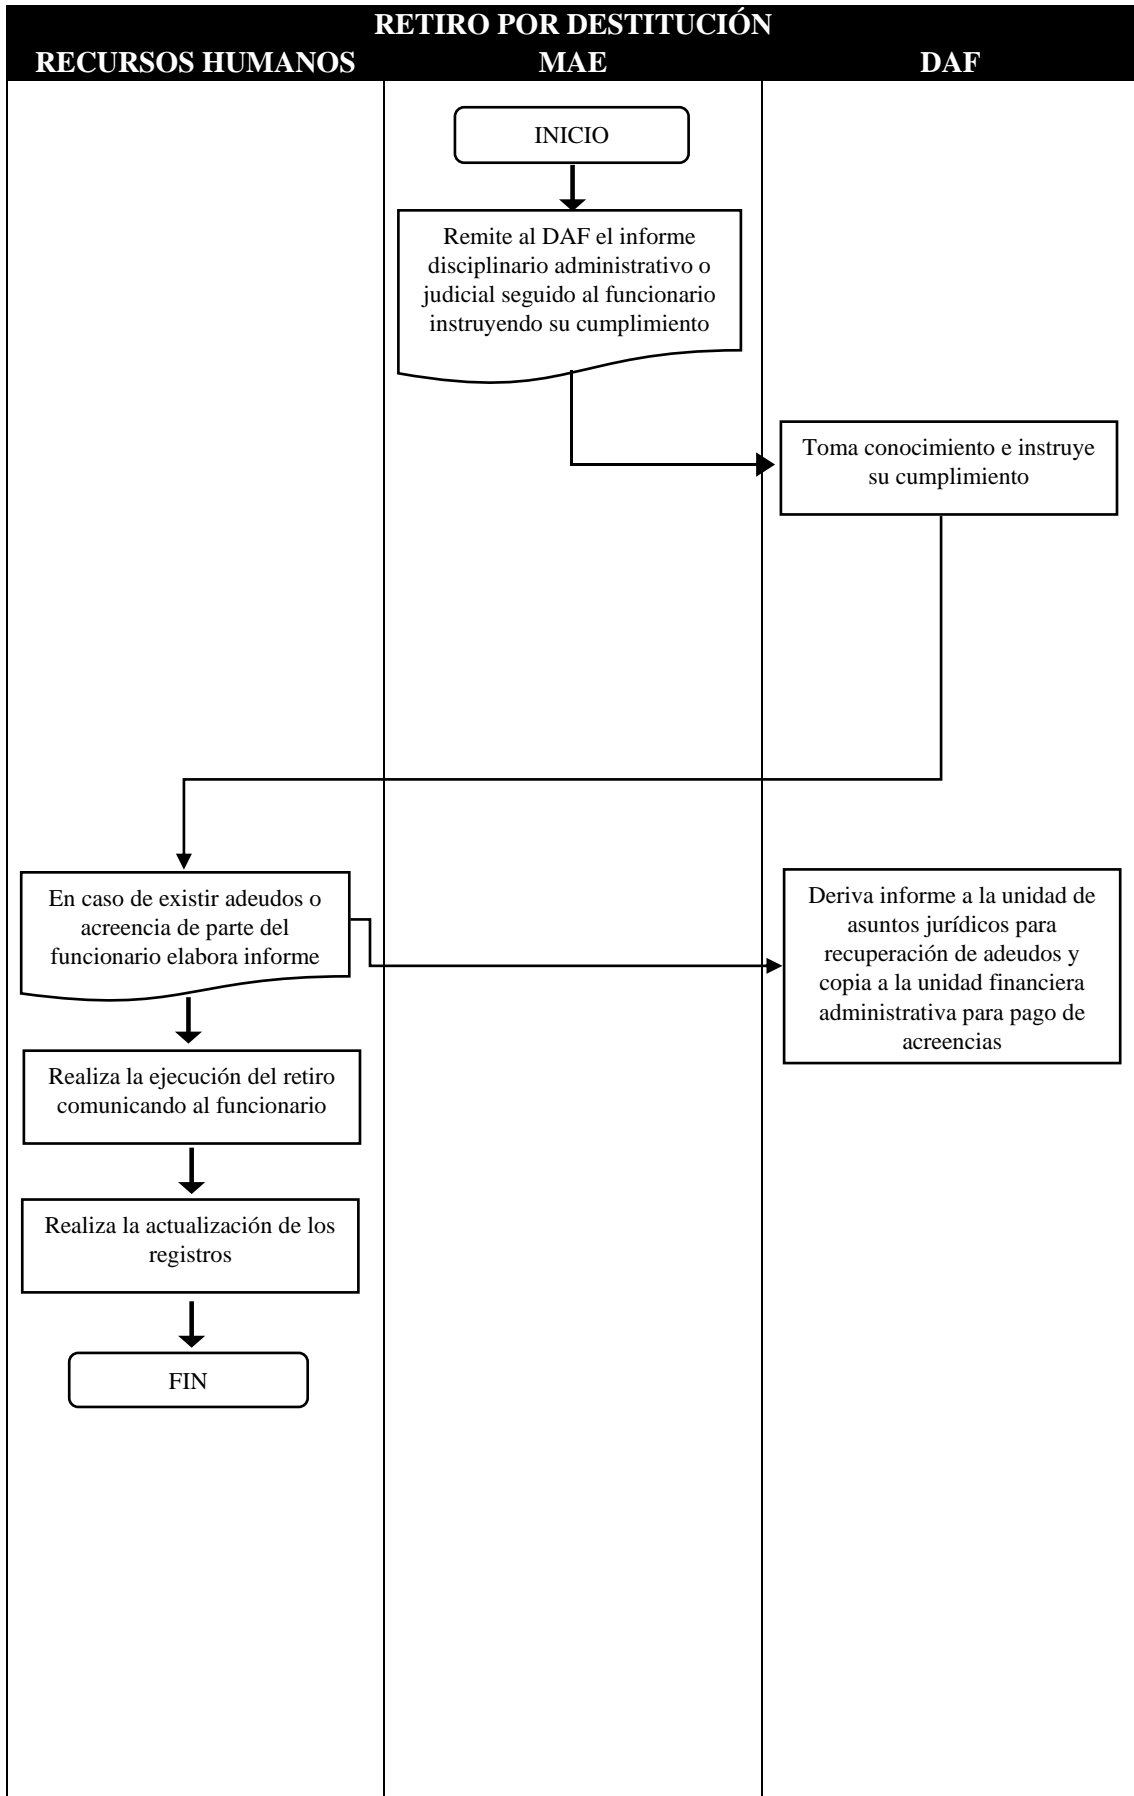 RETIRO POR DESTITUCIÓN
RECURSOS HUMANOS
MAE
DAF
INICIO
Remite al DAF el informe
disciplinario administrativo o
judicial seguido al funcionario
instruyendo su cumplimiento
Toma conocimiento e instruye
su cumplimiento
En caso de existir adeudos o
acreencia de parte del
funcionario elabora informe
Deriva informe a la unidad de
asuntos jurídicos para
recuperación de adeudos y
copia a la unidad financiera
administrativa para pago de
acreencias
Realiza la ejecución del retiro
comunicando al funcionario
Realiza la actualización de los
registros
FIN